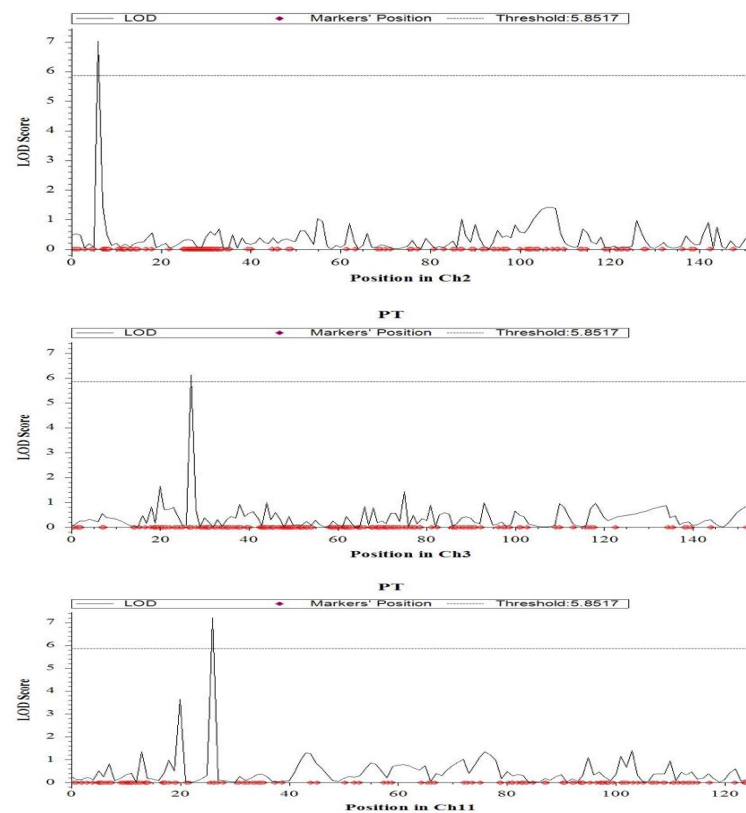 LOD Markers' Position Threshold:5.8517
7
6
5
4
3
2
1
0
LOD Score
0 20 40 60 80 100 120 140
Position in Ch2
PT
LOD Markers' Position Threshold:5.8517
7
6
5
4
3
2
1
0
LOD Score
0 20 40 60 80 100 120 140
Position in Ch3
PT
LOD Markers' Position Threshold:5.8517
7
6
5
4
3
2
1
0
LOD Score
0 20 40 60 80 100 120
Position in Ch11